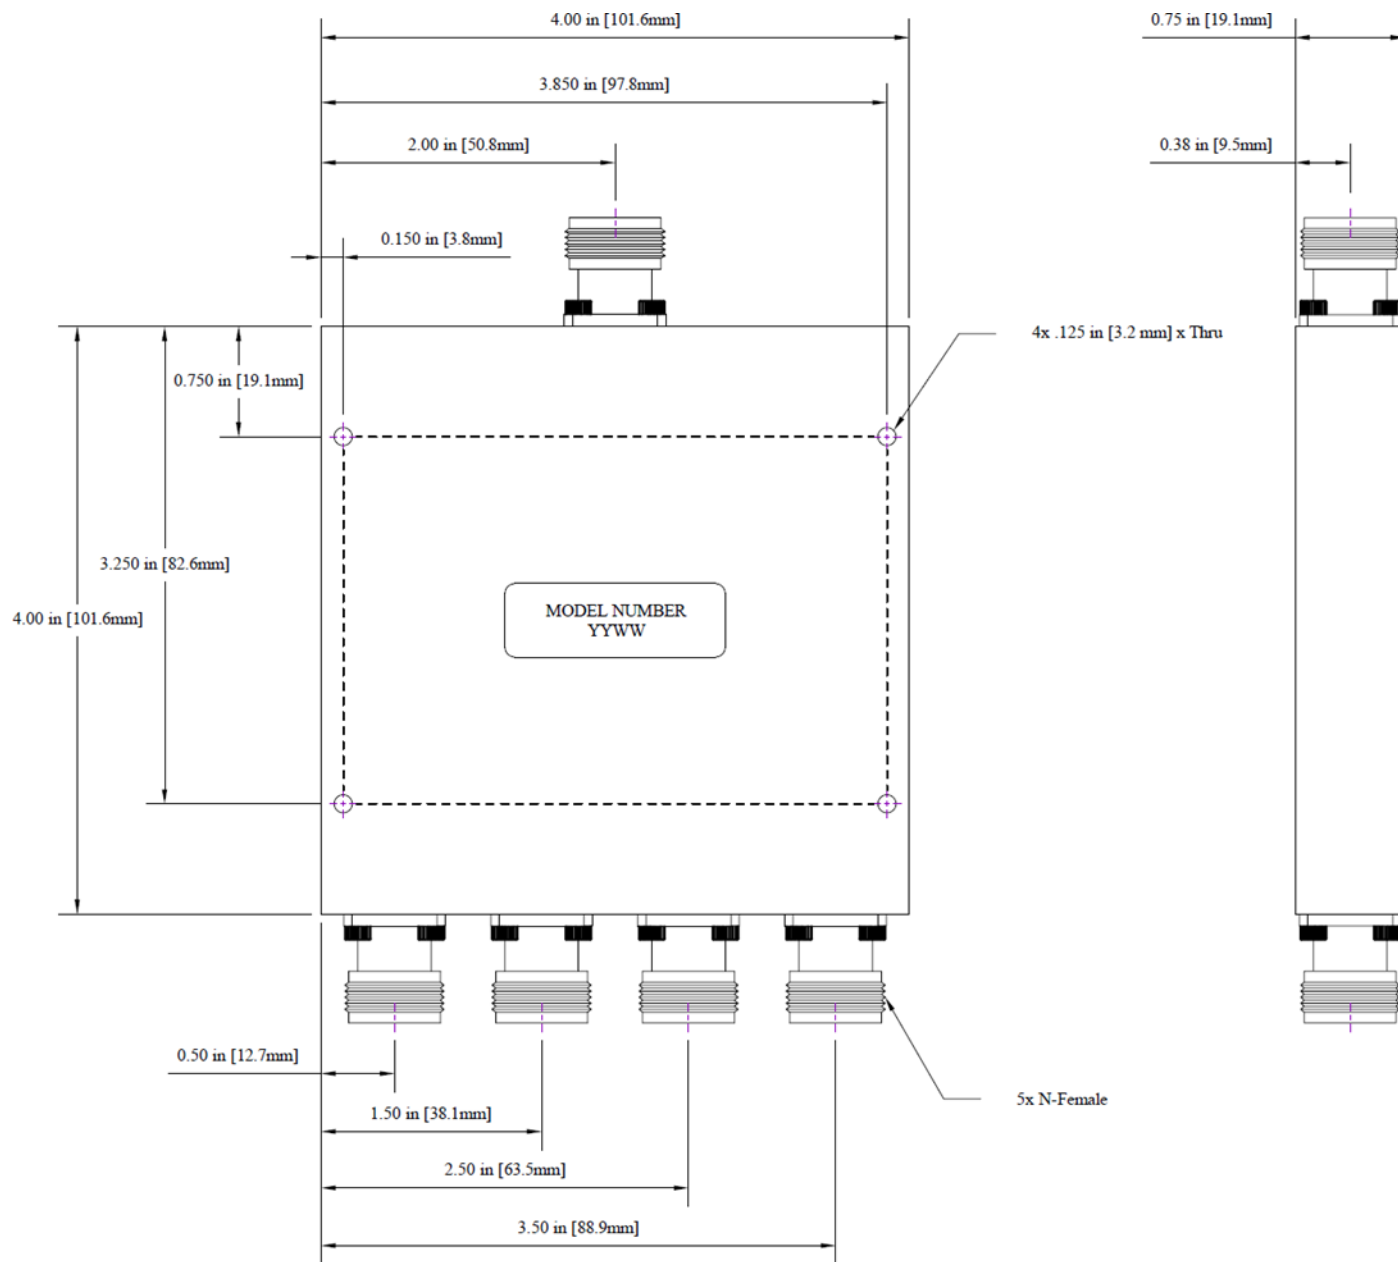 4.00 in [101.6mm]
0.75 in [19.1mm]
3.850 in [97.8mm]
2.00 in [50.8mm]
0.38 in [9.5mm]
0.150 in [3.8mm]
4x .125 in [3.2 mm] x Thru
0.750 in [19.1mm]
3.250 in [82.6mm]
4.00 in [101.6mm]
MODEL NUMBER
YYWW
0.50 in [12.7mm]
5x N-Female
1.50 in [38.1mm]
2.50 in [63.5mm]
3.50 in [88.9mm]